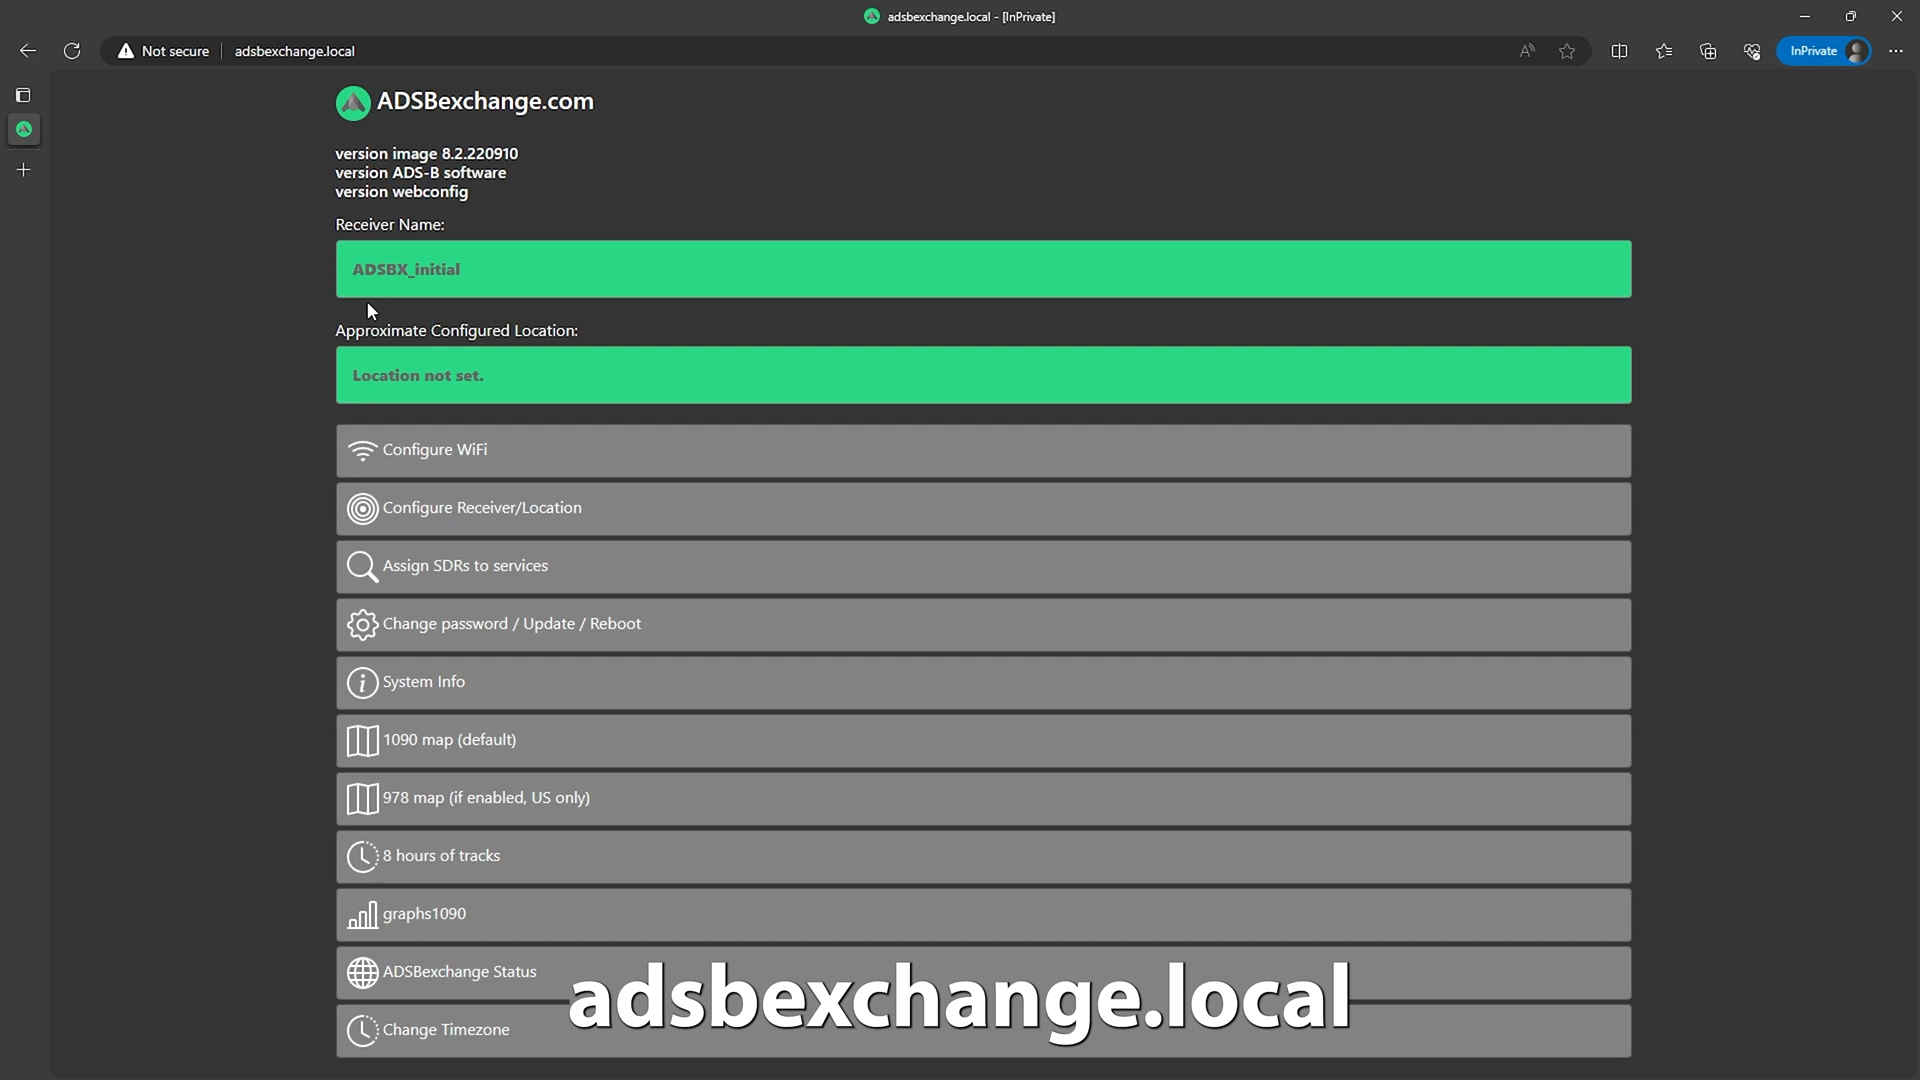 adsbexchange.local - [InPrivate]
Not secure
adsbexchange.local
InPrivate
ADSBexchange.com
version image 8.2.220910
version ADS-B software
version webconfig
Receiver Name:
ADSBX_initial
Approximate Configured Location:
Location not set.
Configure WiFi
Configure Receiver/Location
Assign SDRs to services
Change password / Update / Reboot
System Info
1090 map (default)
978 map (if enabled, US only)
8 hours of tracks
graphs1090
ADSBexchange Status
adsbexchange.local
Change Timezone